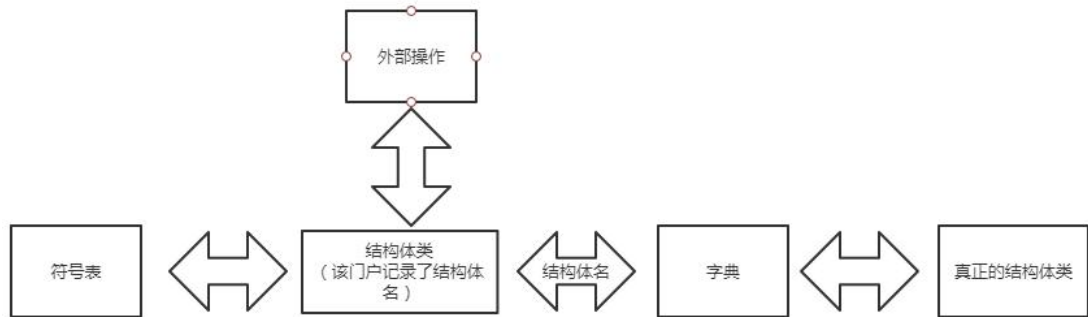 外部操作
符号表
结构体类
（该门户记录了结构体
名）
结构体名
字典
真正的结构体类